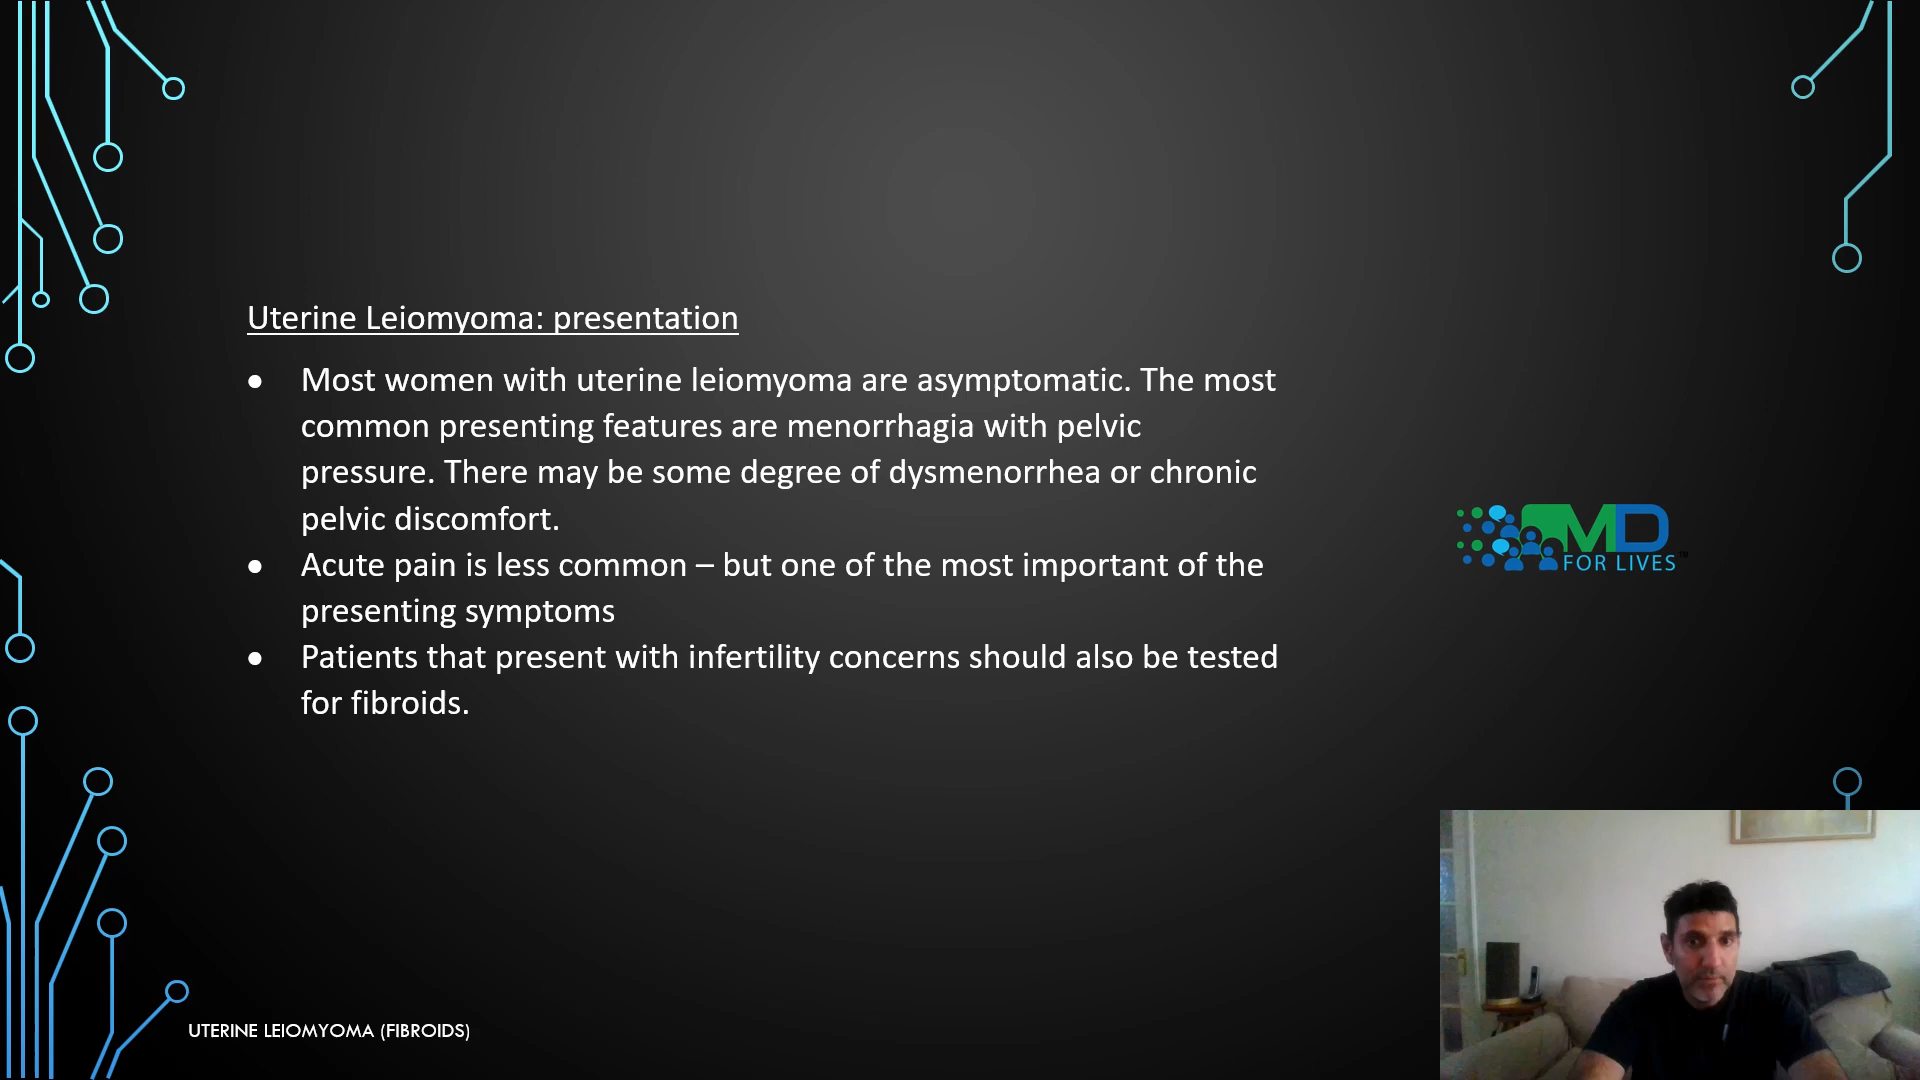 Uterine Leiomyoma: presentation
• Most women with uterine leiomyoma are asymptomatic. The most
common presenting features are menorrhagia with pelvic
pressure. There may be some degree of dysmenorrhea or chronic
pelvic discomfort.
• Acute pain is less common – but one of the most important of the
presenting symptoms
• Patients that present with infertility concerns should also be tested
for fibroids.
MD
FOR LIVES™
UTERINE LEIOMYOMA (FIBROIDS)